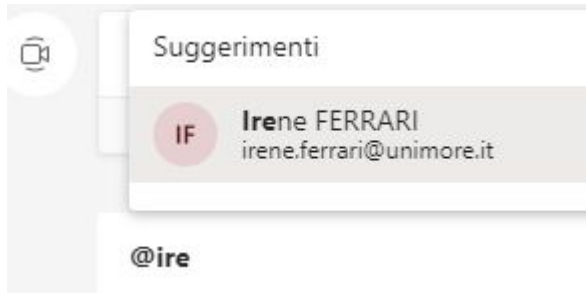 Suggerimenti
IF
Irene FERRARI
irene.ferrari@unimore.it
@ire